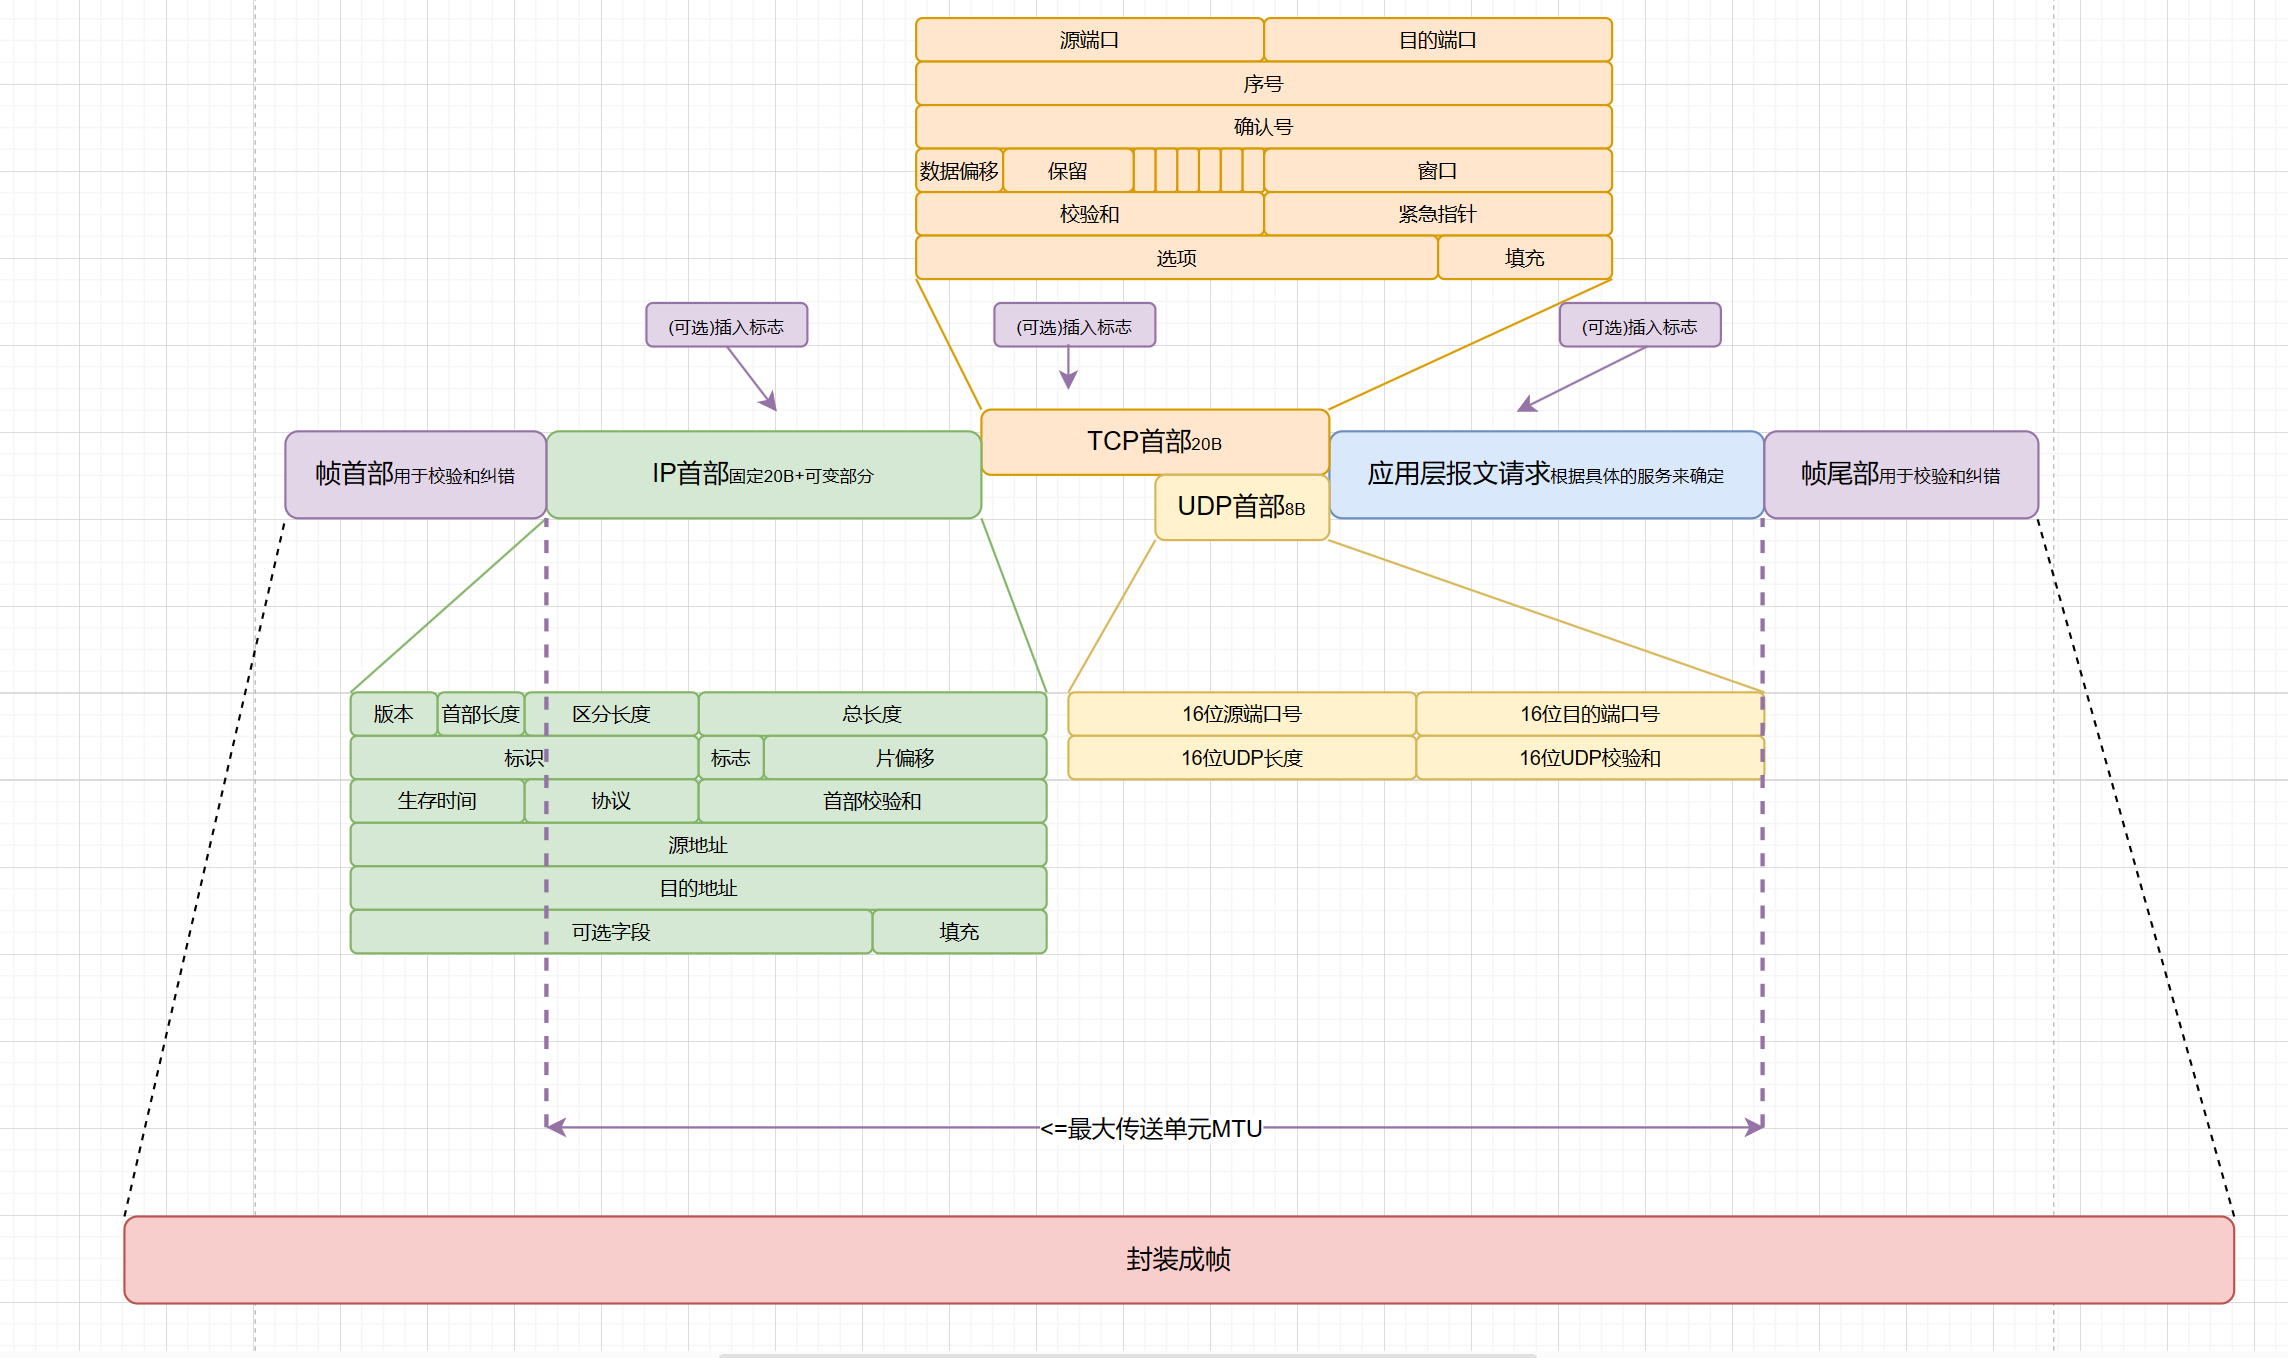 源端口
目的端口
序号
确认号
数据偏移
保留
窗口
校验和
紧急指针
选项
填充
(可选)插入标志
(可选)插入标志
(可选)插入标志
帧首部用于校验和纠错
IP首部固定20B+可变部分
TCP首部20B
UDP首部8B
应用层报文请求根据具体的服务来确定
帧尾部用于校验和纠错
版本
首部长度
区分长度
总长度
标识
标志
片偏移
生存时间
协议
首部校验和
源地址
目的地址
可选字段
填充
16位源端口号
16位目的端口号
16位UDP长度
16位UDP校验和
<=最大传送单元MTU
封装成帧